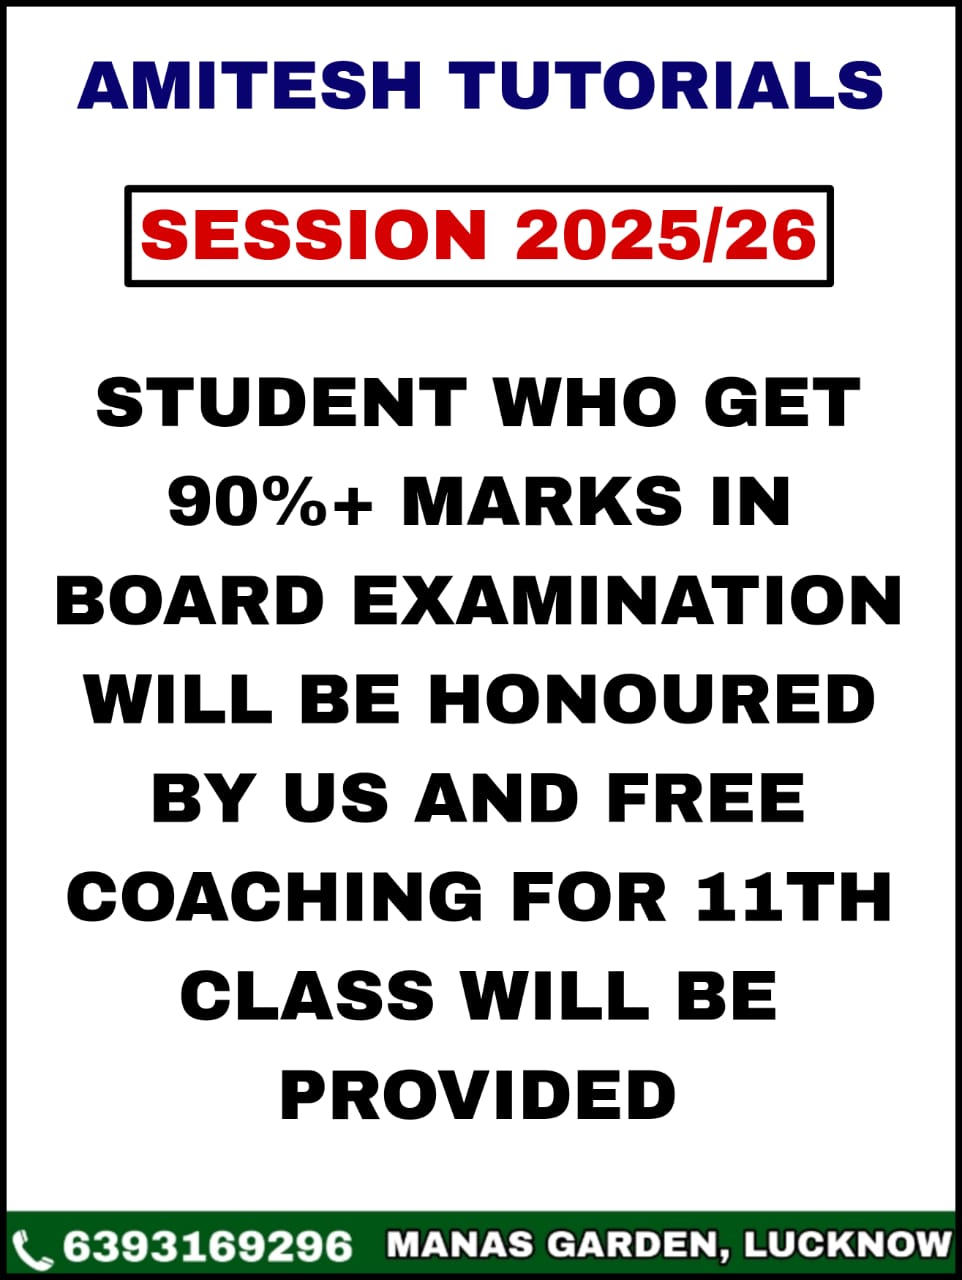 AMITESH TUTORIALS
SESSION 2025/26
STUDENT WHO GET
90%+ MARKS IN
BOARD EXAMINATION
WILL BE HONOURED
BY US AND FREE
COACHING FOR 11TH
CLASS WILL BE
PROVIDED
6393169296 MANAS GARDEN, LUCKNOW